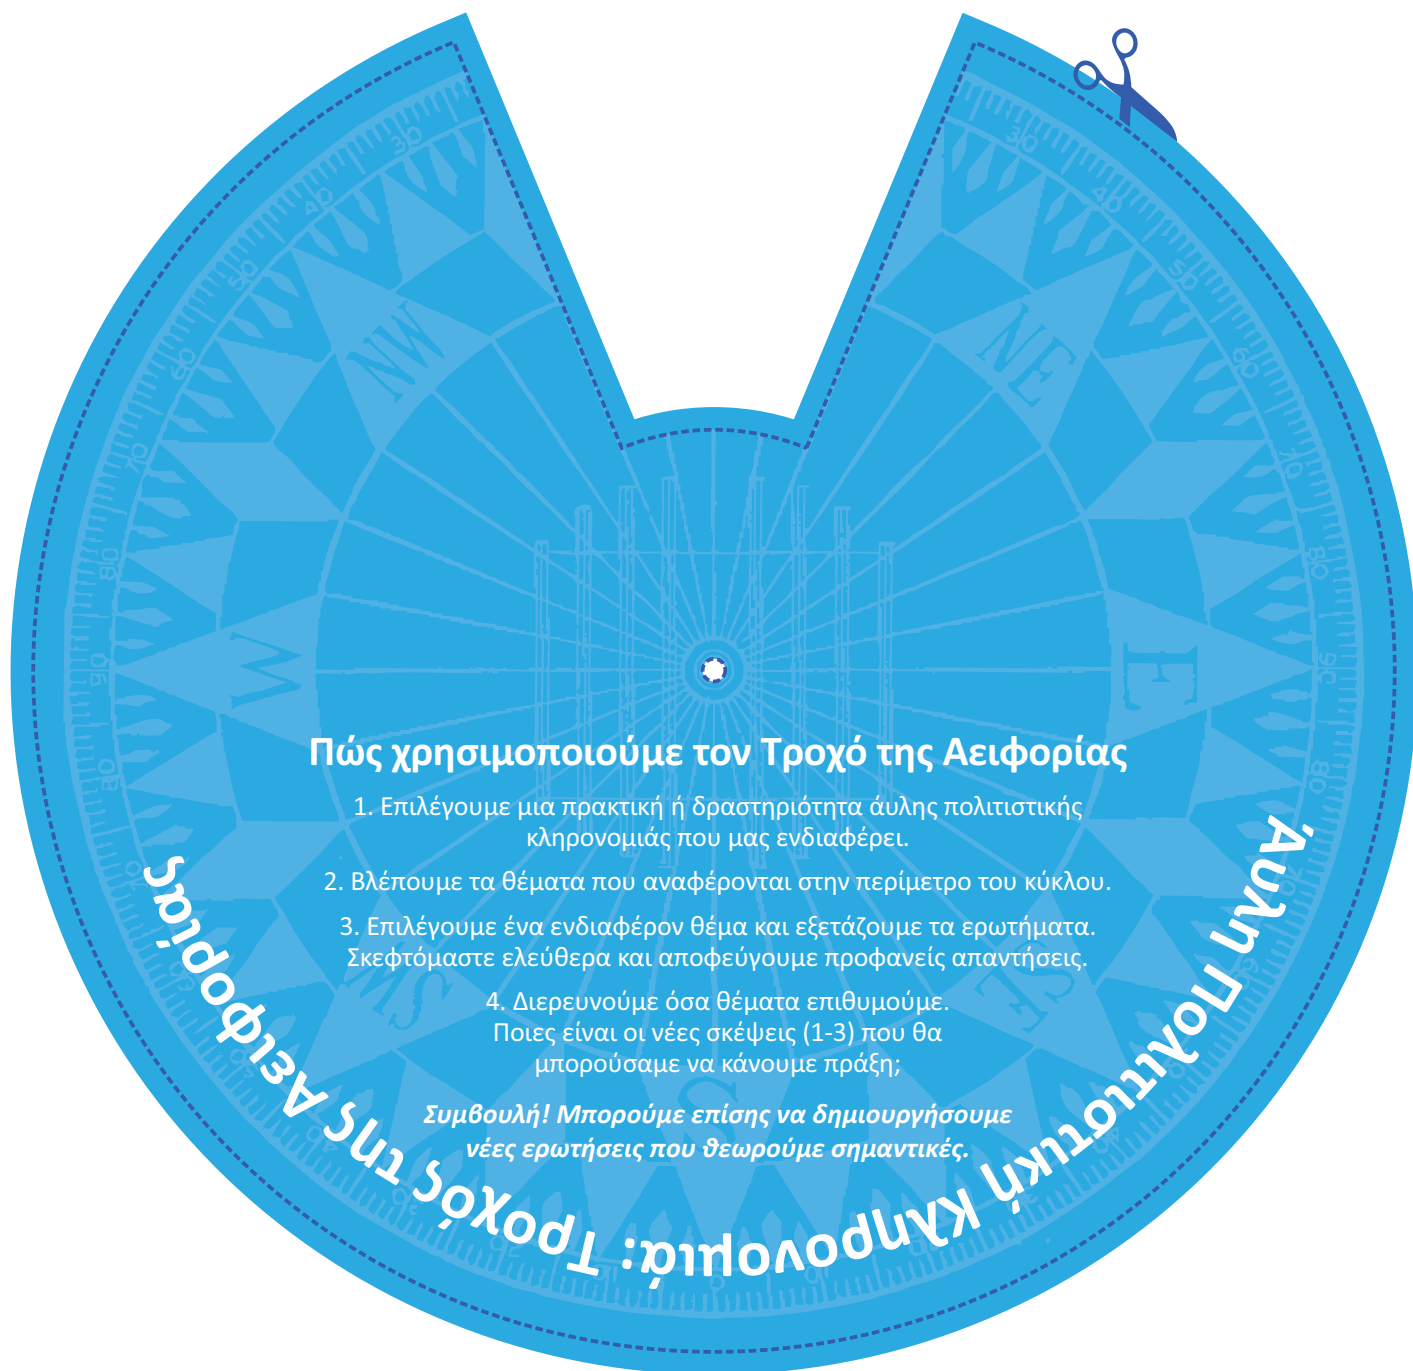 NW
NE
W
E
Πώς χρησιμοποιούμε τον Τροχό της Αειφορίας
1. Επιλέγουμε μια πρακτική ή δραστηριότητα άυλης πολιτιστικής
κληρονομιάς που μας ενδιαφέρει.
2. Βλέπουμε τα θέματα που αναφέρονται στην περίμετρο του κύκλου.
3. Επιλέγουμε ένα ενδιαφέρον θέμα και εξετάζουμε τα ερωτήματα.
Σκεφτόμαστε ελεύθερα και αποφεύγουμε προφανείς απαντήσεις.
SW
SE
4. Διερευνούμε όσα θέματα επιθυμούμε.
Ποιες είναι οι νέες σκέψεις (1-3) που θα
μπορούσαμε να κάνουμε πράξη;
S
Συμβουλή! Μπορούμε επίσης να δημιουργήσουμε
νέες ερωτήσεις που θεωρούμε σημαντικές.
Άυλη Πολιτιστική Κληρονομιά: Τροχός της Αειφορίας